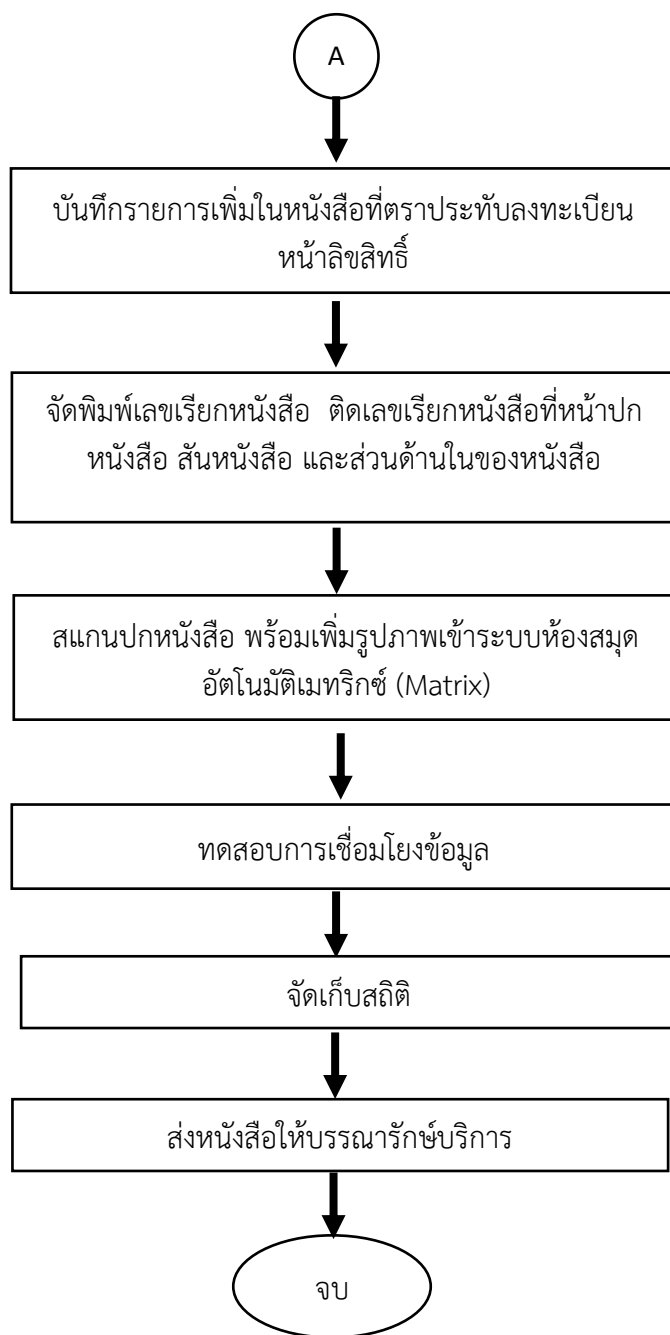 A
บันทึกรายการเพิ่มในหนังสือที่ตราประทับลงทะเบียน
หน้าลิขสิทธิ์
จัดพิมพ์เลขเรียกหนังสือ ติดเลขเรียกหนังสือที่หน้าปก
หนังสือ สันหนังสือ และส่วนด้านในของหนังสือ
สแกนปกหนังสือ พร้อมเพิ่มรูปภาพเข้าระบบห้องสมุด
อัตโนมัติเมทริกซ์ (Matrix)
ทดสอบการเชื่อมโยงข้อมูล
จัดเก็บสถิติ
ส่งหนังสือให้บรรณารักษ์บริการ
จบ